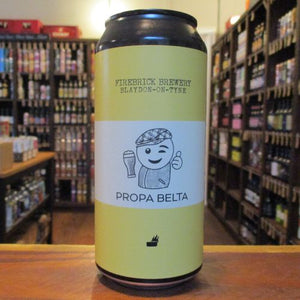 FIREBRICK BREWERY
BLAYDON-ON-TYNE
PROPA BELTA